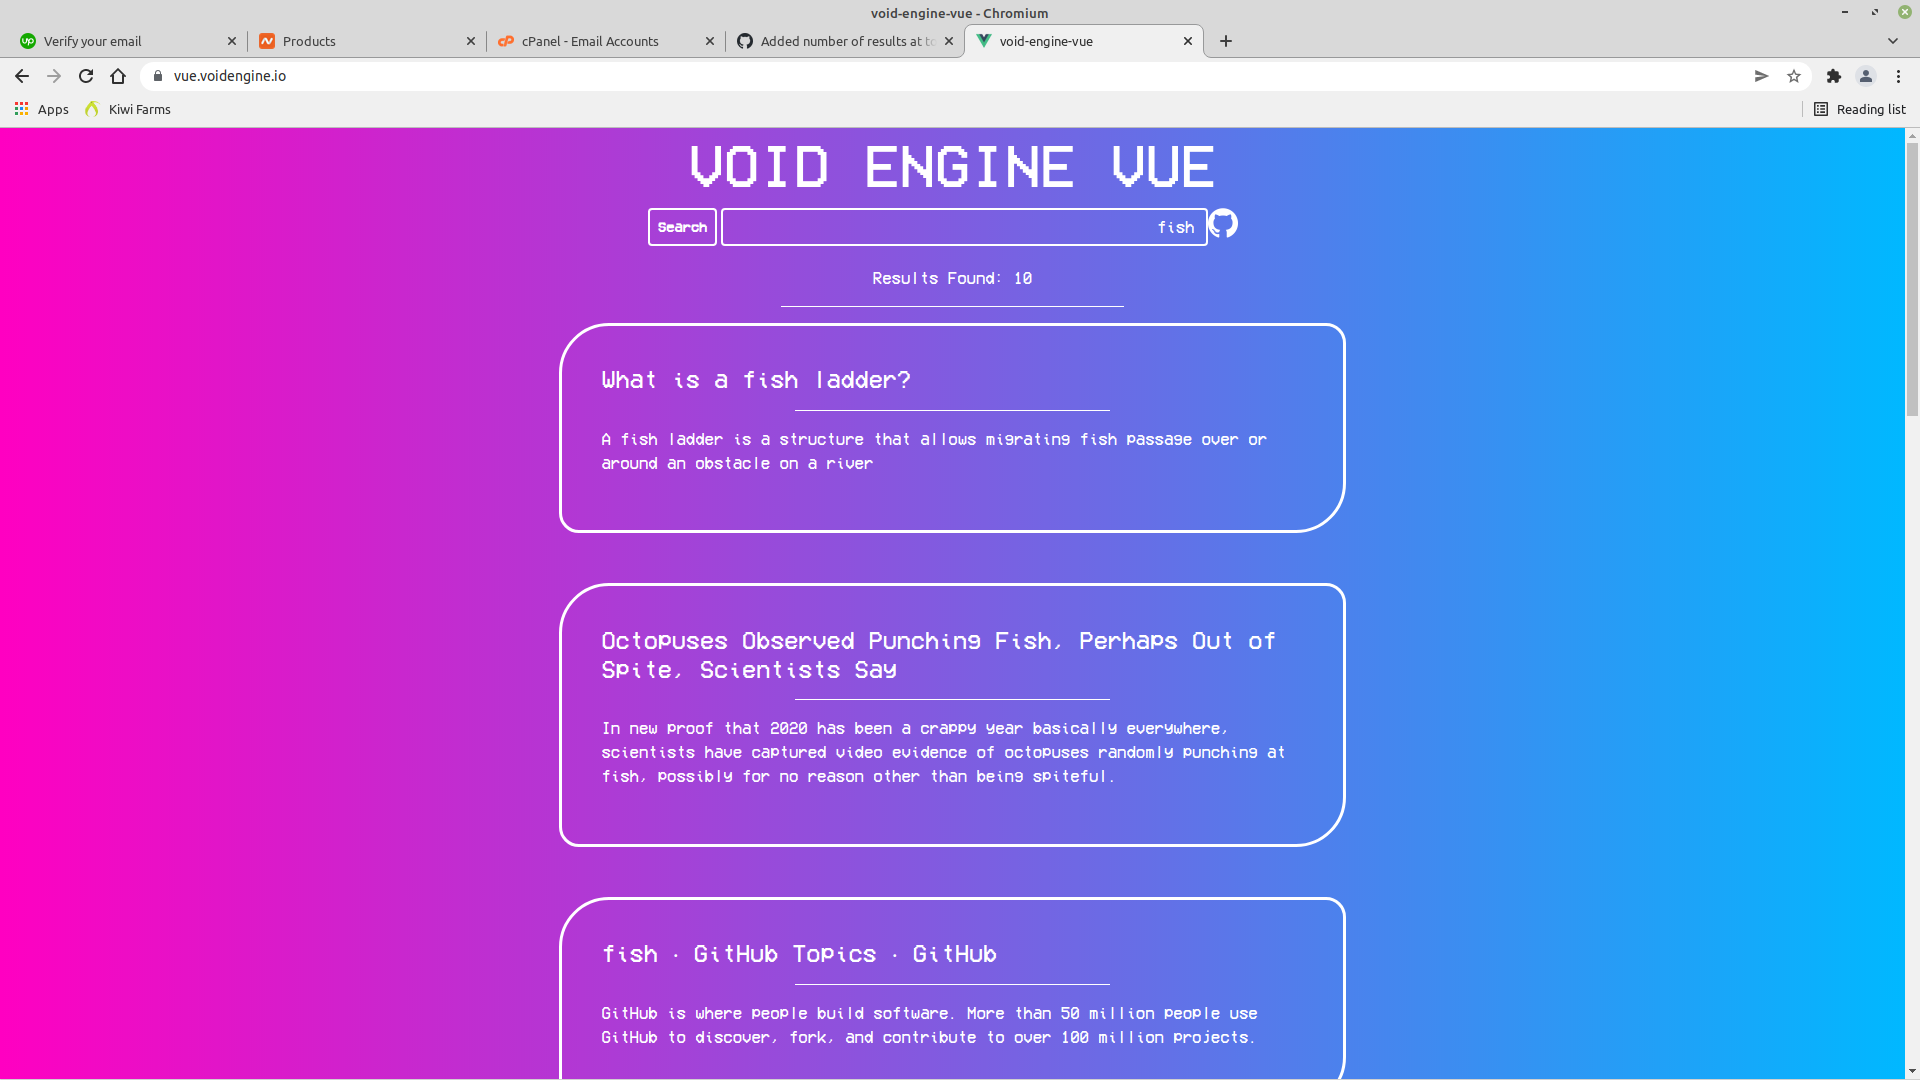 void-engine-vue - Chromium
Verify your email
Products
cPanel - Email Accounts
Added number of results at to
void-engine-vue
vue.voidengine.io
Apps
Kiwi Farms
Reading list
VOID ENGINE VUE
Search
fish
Results Found: 10
What is a fish ladder?
A fish ladder is a structure that allows migrating fish passage over or
around an obstacle on a river
Octopuses Observed Punching Fish, Perhaps Out of
Spite, Scientists Say
In new proof that 2020 has been a crappy year basically everywhere,
scientists have captured video evidence of octopuses randomly punching at
fish, possibly for no reason other than being spiteful.
fish · GitHub Topics · GitHub
GitHub is where people build software. More than 50 million people use
GitHub to discover, fork, and contribute to over 100 million projects.